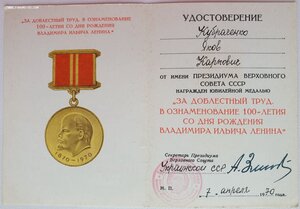 "ЗА ДОБЛЕСТНЫЙ ТРУД.
В ОЗНАМЕНОВАНИЕ
100-ЛЕТИЯ СО ДНЯ РОЖДЕНИЯ
ВЛАДИМИРА ИЛЬИЧА ЛЕНИНА"
1870-1970
УДОСТОВЕРЕНИЕ
Яков
Карпович
от имени ПРЕЗИДИУМА ВЕРХОВНОГО
СОВЕТА СССР
НАГРАЖДЕН ЮБИЛЕЙНОЙ МЕДАЛЬЮ
"ЗА ДОБЛЕСТНЫЙ ТРУД.
В ОЗНАМЕНОВАНИЕ 100-ЛЕТИЯ
СО ДНЯ РОЖДЕНИЯ
ВЛАДИМИРА ИЛЬИЧА ЛЕНИНА"
Секретарь Президиума
Верховного Совета
Украинской ССР
М. П.
7 апреля 1970 г.